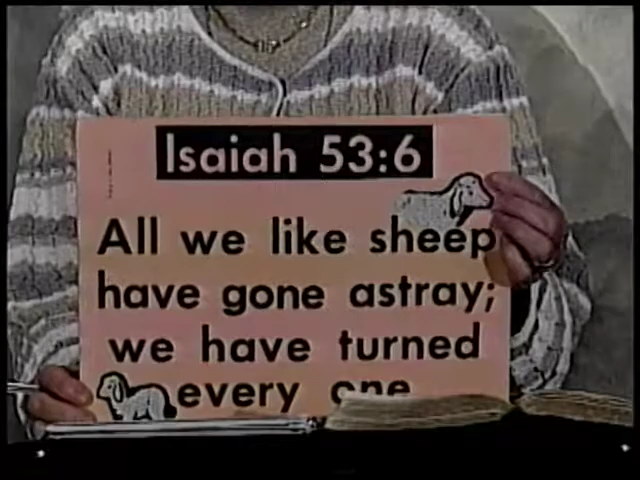 Isaiah 53:6
All we like sheep
have gone astray;
we have turned
every one